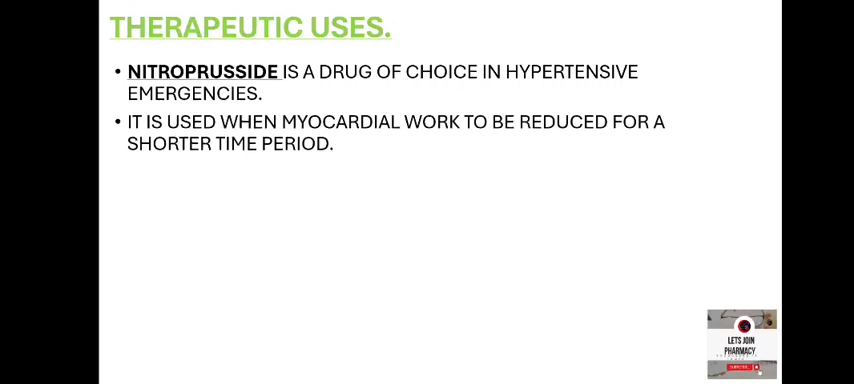 THERAPEUTIC USES.
• NITROPRUSSIDE IS A DRUG OF CHOICE IN HYPERTENSIVE
EMERGENCIES.
• IT IS USED WHEN MYOCARDIAL WORK TO BE REDUCED FOR A
SHORTER TIME PERIOD.
LETS JOIN
PHARMACY